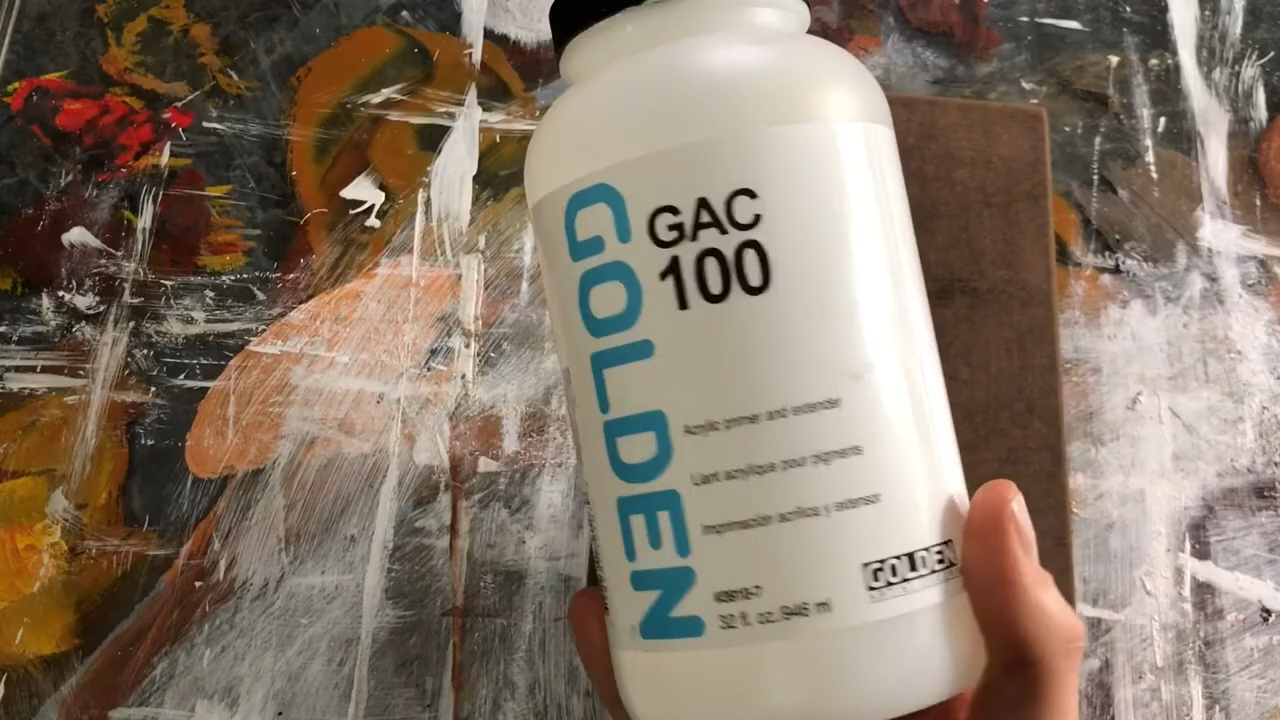 GOLDEN
GAC
100
Acrylic primer and extender
Liant acrylique pour pigments
Imprimación acrílica y extensor
32 fl. oz./946 ml
GOLDEN